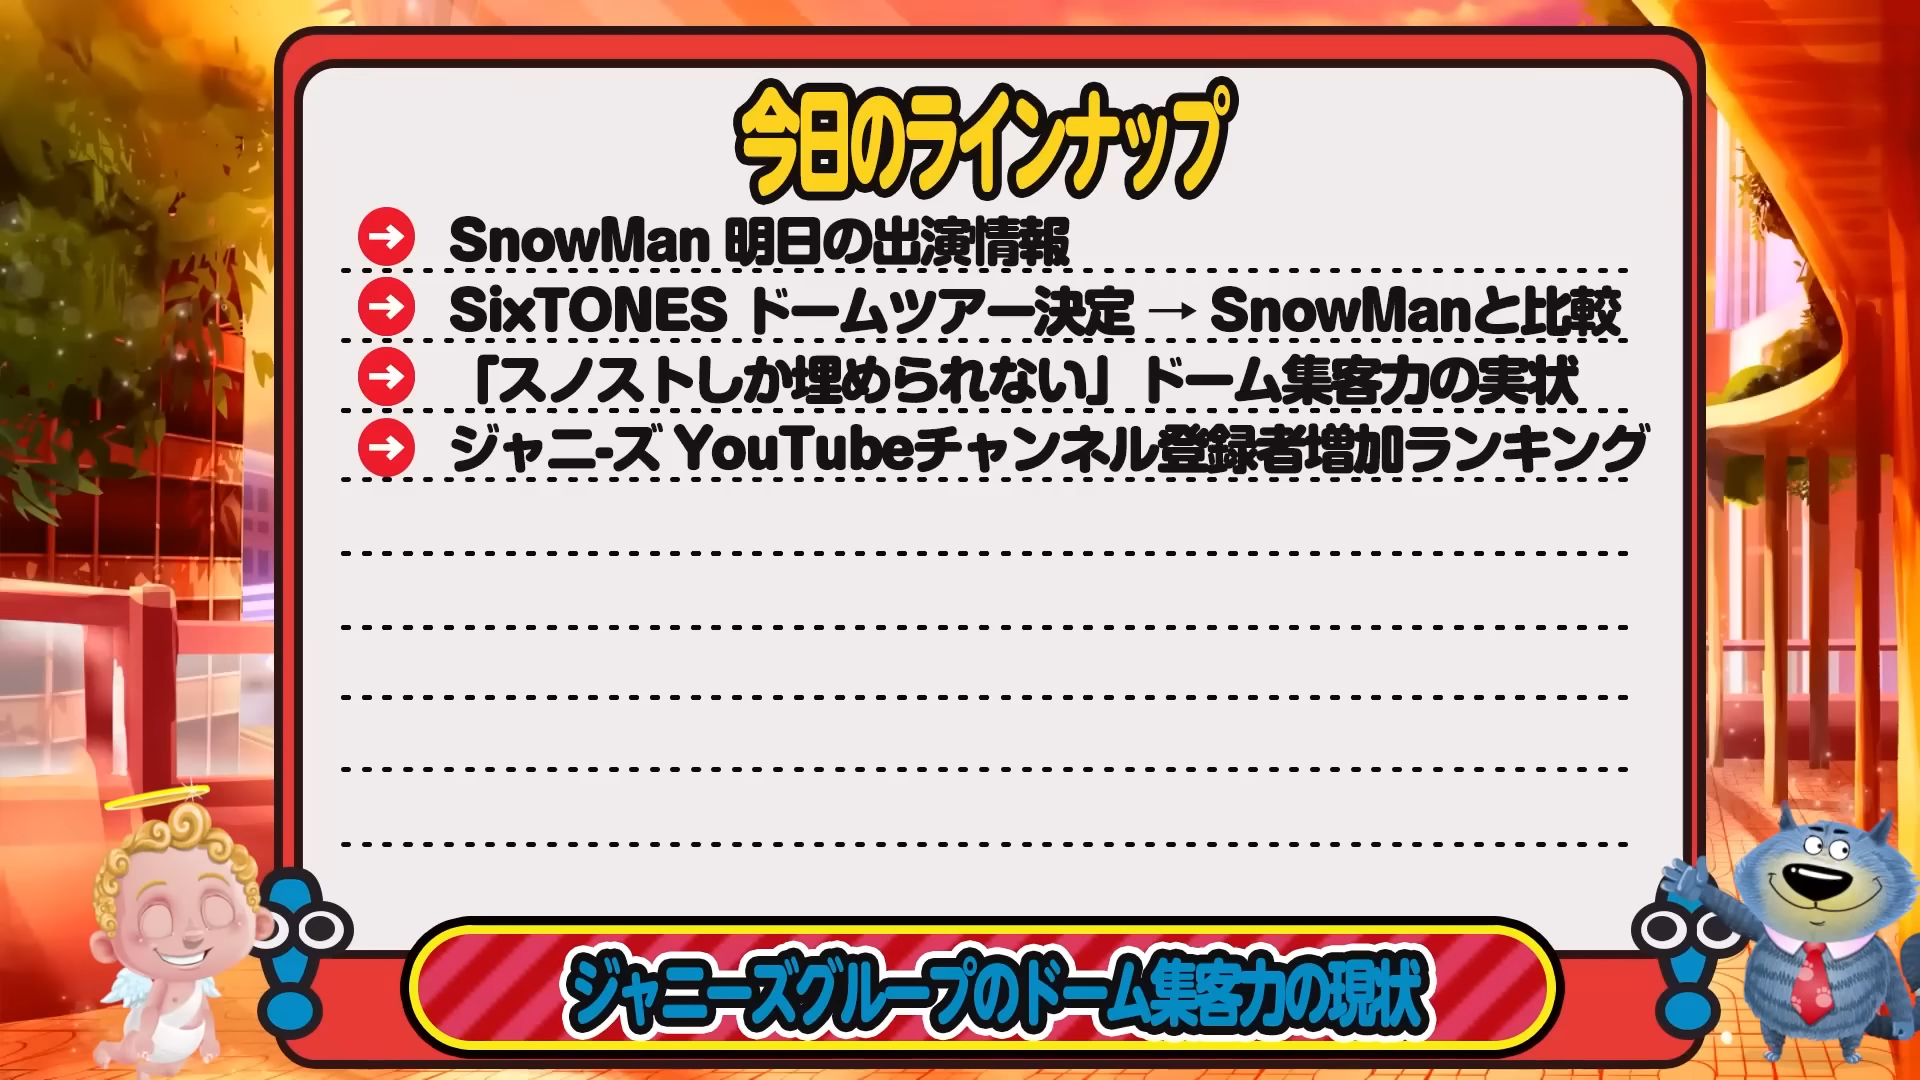 今日のラインナップ
SnowMan 明日の出演情報
SixTONES ドームツアー決定 → SnowManと比較
「スノストしか埋められない」ドーム集客力の実状
ジャニ-ズ YouTubeチャンネル登録者増加ランキング
ジャニーズグループのドーム集客力の現状